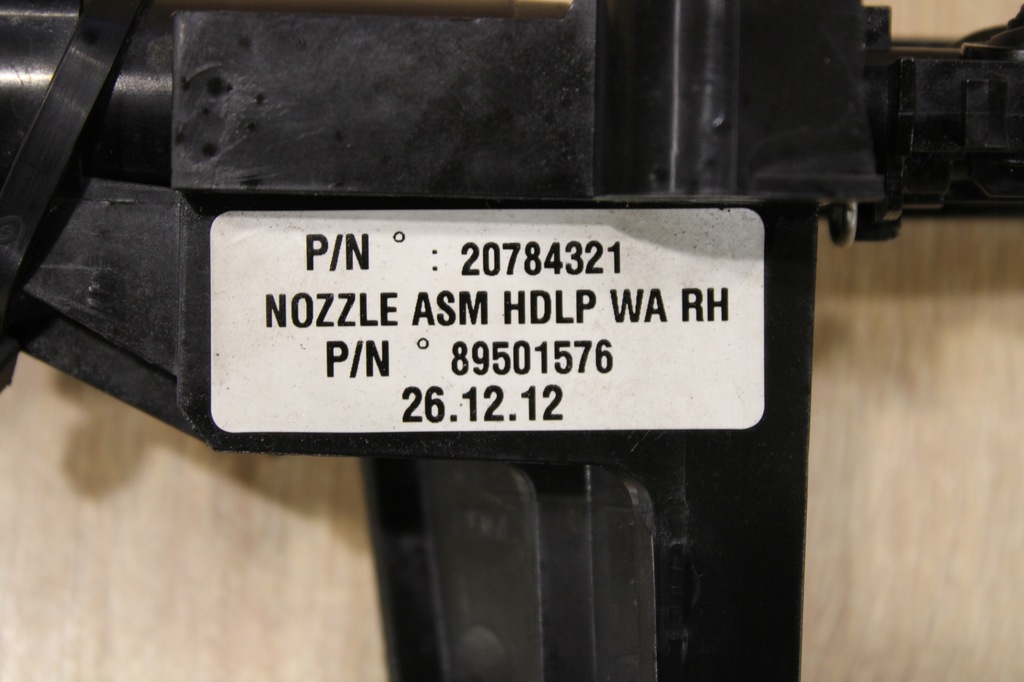 P/N ° : 20784321
NOZZLE ASM HDLP WA RH
P/N ° 89501576
26.12.12